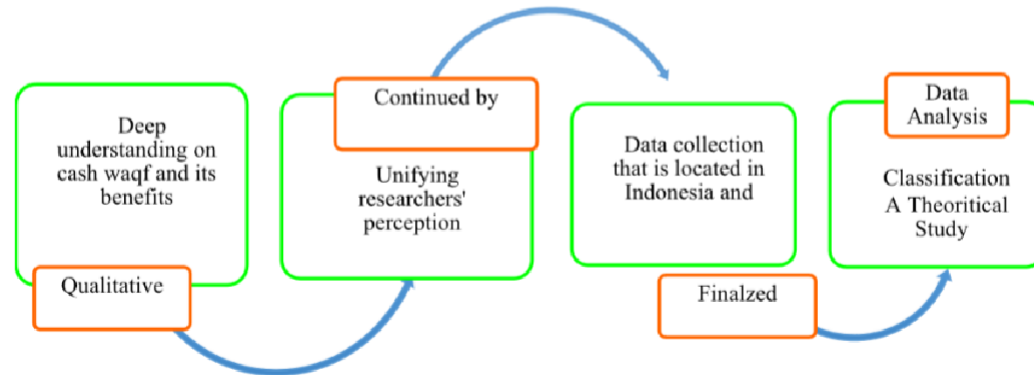 Deep
understanding on
cash waqf and its
benefits
Qualitative
Continued by
Unifying
researchers'
perception
Data collection
that is located in
Indonesia and
Finalzed
Data
Analysis
Classification
A Theoritical
Study